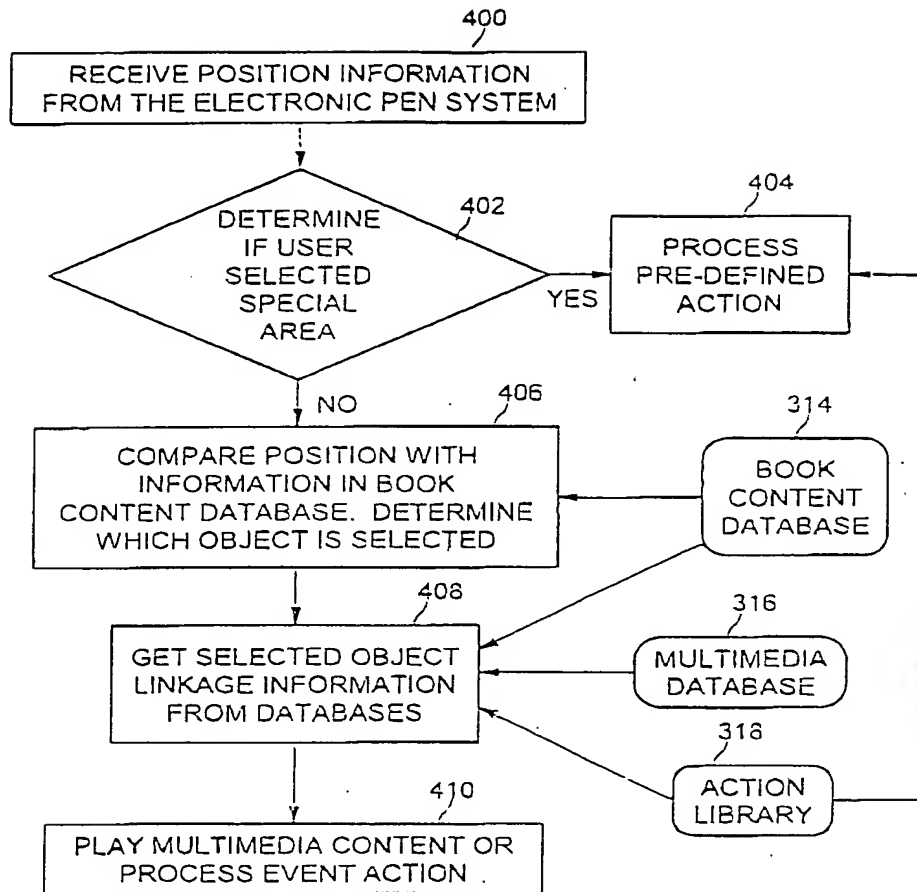 400
RECEIVE POSITION INFORMATION
FROM THE ELECTRONIC PEN SYSTEM
402
DETERMINE
IF USER
SELECTED
SPECIAL
AREA
YES
404
PROCESS
PRE-DEFINED
ACTION
NO
406
COMPARE POSITION WITH
INFORMATION IN BOOK
CONTENT DATABASE. DETERMINE
WHICH OBJECT IS SELECTED
314
BOOK
CONTENT
DATABASE
408
GET SELECTED OBJECT
LINKAGE INFORMATION
FROM DATABASES
316
MULTIMEDIA
DATABASE
318
ACTION
LIBRARY
410
PLAY MULTIMEDIA CONTENT OR
PROCESS EVENT ACTION